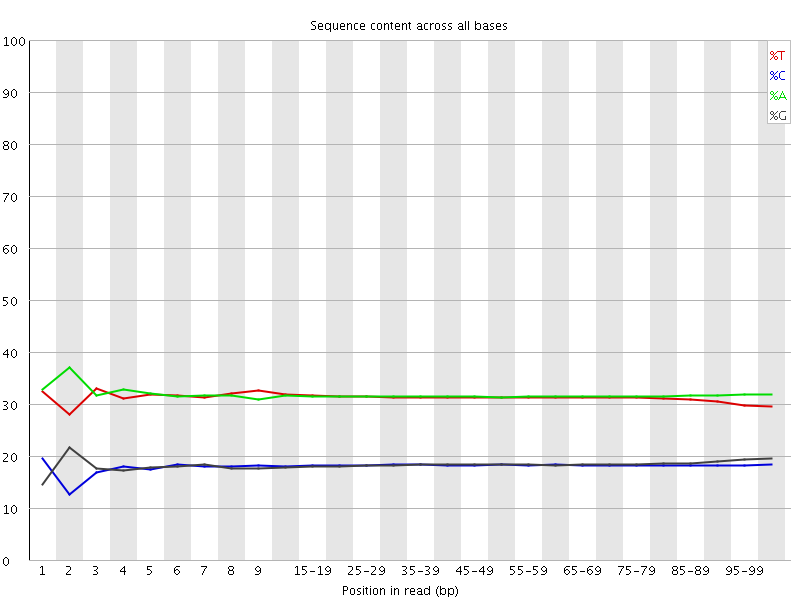 Sequence content across all bases
100
90
80
70
60
50
40
30
20
10
0
%T
%C
%A
%G
1 2 3 4 5 6 7 8 9 15-19 25-29 35-39 45-49 55-59 65-69 75-79 85-89 95-99
Position in read (bp)